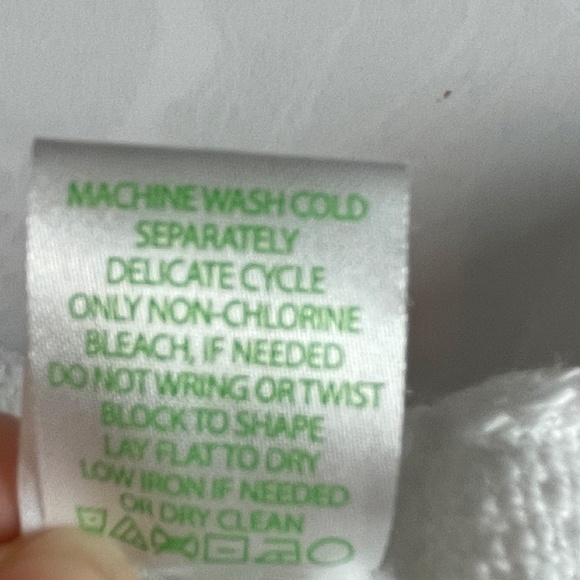 MACHINE WASH COLD
SEPARATELY
DELICATE CYCLE
ONLY NON-CHLORINE
BLEACH, IF NEEDED
DO NOT WRING OR TWIST
BLOCK TO SHAPE
LAY FLAT TO DRY
LOW IRON IF NEEDED
OR DRY CLEAN